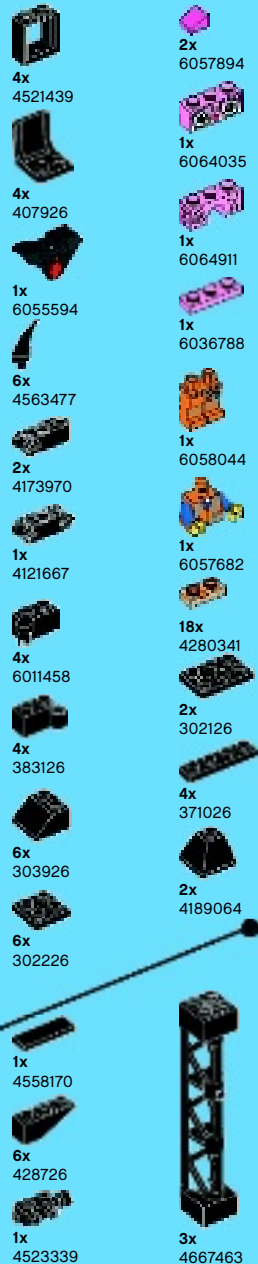 4x
4521439
4x
407926
1x
6055594
6x
4563477
2x
4173970
1x
4121667
4x
6011458
4x
383126
6x
303926
6x
302226
1x
4558170
6x
428726
1x
4523339
2x
6057894
1x
6064035
1x
6064911
1x
6036788
1x
6058044
1x
6057682
18x
4280341
2x
302126
4x
371026
2x
4189064
3x
4667463